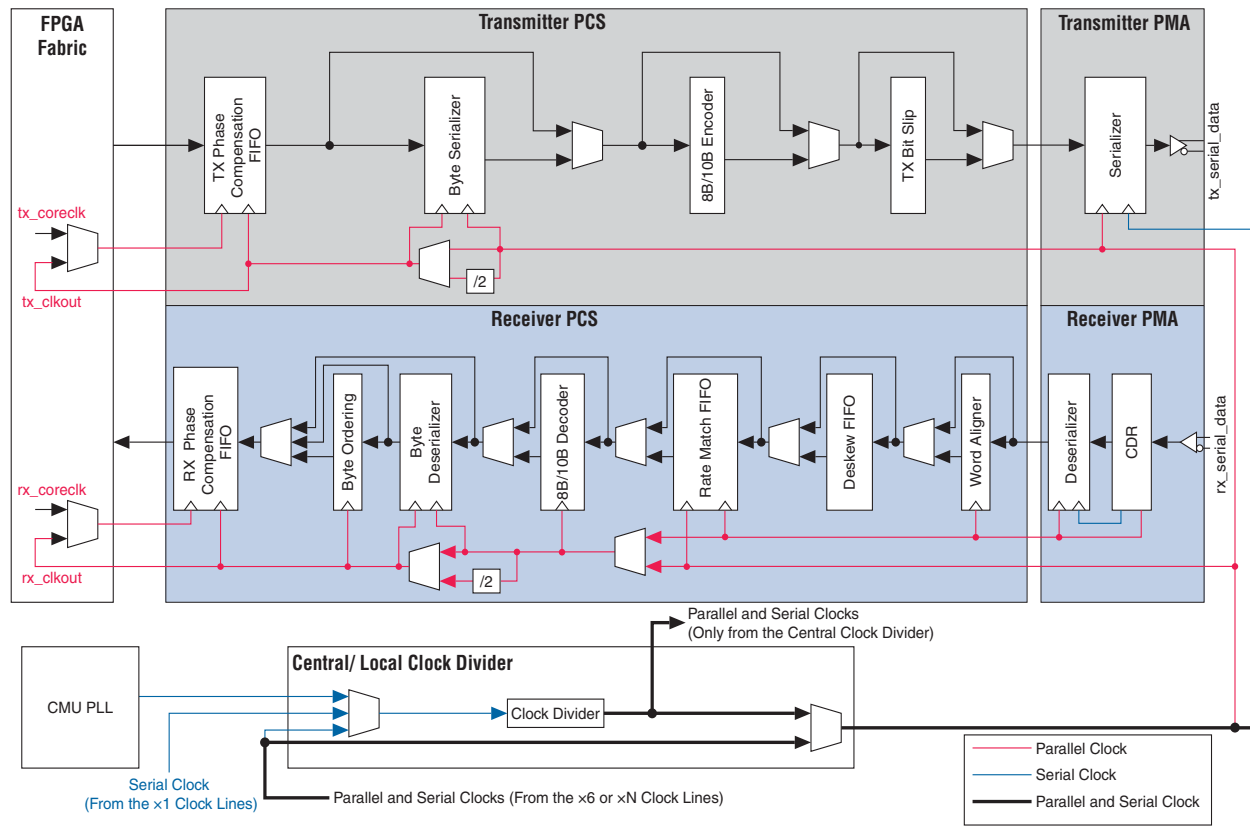 FPGA
Fabric
Transmitter PCS
Transmitter PMA
TX Phase
Compensation
FIFO
Byte Serializer
8B/10B Encoder
TX Bit Slip
Serializer
tx_serial_data
tx_coreclk
tx_clkout
/2
Receiver PCS
Receiver PMA
RX Phase
Compensation
FIFO
Byte Ordering
Byte
Deserializer
8B/10B Decoder
Rate Match FIFO
Deskew FIFO
Word Aligner
Deserializer
CDR
rx_serial_data
rx_coreclk
rx_clkout
/2
Parallel and Serial Clocks
(Only from the Central Clock Divider)
Central/ Local Clock Divider
CMU PLL
Clock Divider
Serial Clock
(From the ×1 Clock Lines)
Parallel and Serial Clocks (From the ×6 or ×N Clock Lines)
Parallel Clock
Serial Clock
Parallel and Serial Clock